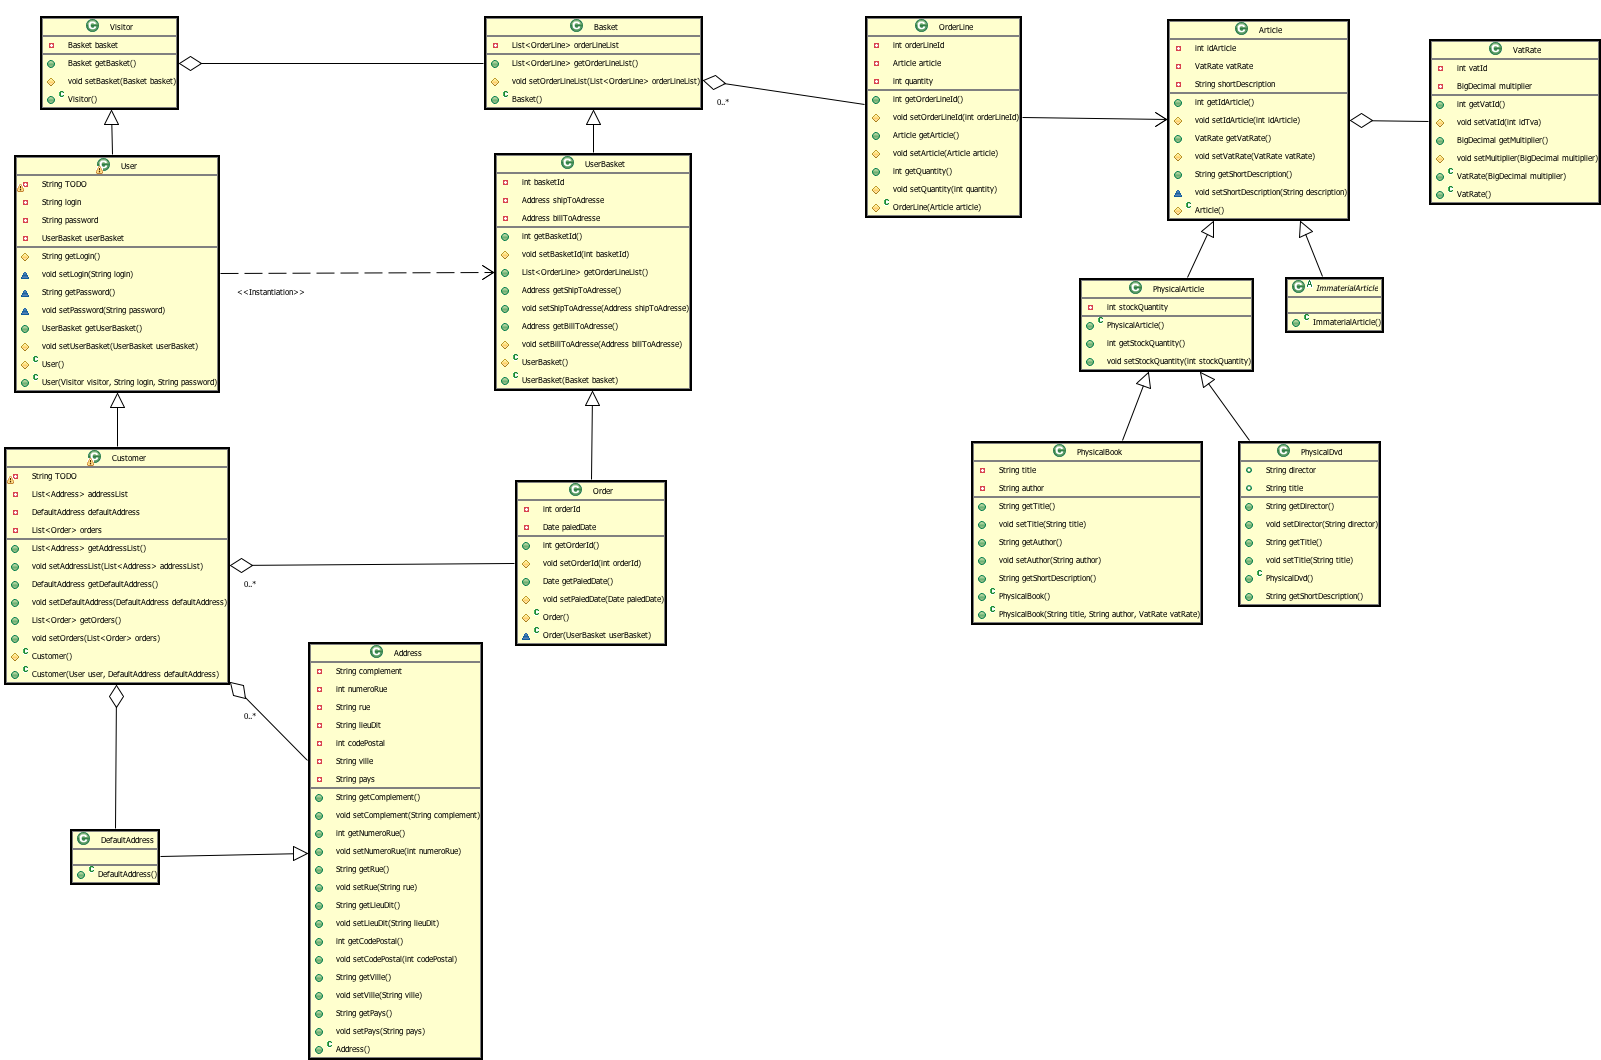 Visitor
Basket basket
Basket getBasket()
void setBasket(Basket basket)
C Visitor()
Basket
List<OrderLine> orderLineList
List<OrderLine> getOrderLineList()
void setOrderLineList(List<OrderLine> orderLineList)
C Basket()
0..*
OrderLine
int orderLineId
Article article
int quantity
int getOrderLineId()
void setOrderLineId(int orderLineId)
Article getArticle()
void setArticle(Article article)
int getQuantity()
void setQuantity(int quantity)
C OrderLine(Article article)
Article
int idArticle
VatRate vatRate
String shortDescription
int getIdArticle()
void setIdArticle(int idArticle)
VatRate getVatRate()
void setVatRate(VatRate vatRate)
String getShortDescription()
void setShortDescription(String description)
C Article()
VatRate
int vatId
BigDecimal multiplier
int getVatId()
void setVatId(int idTva)
BigDecimal getMultiplier()
void setMultiplier(BigDecimal multiplier)
C VatRate(BigDecimal multiplier)
C VatRate()
User
String TODO
String login
String password
UserBasket userBasket
String getLogin()
void setLogin(String login)
String getPassword()
void setPassword(String password)
UserBasket getUserBasket()
void setUserBasket(UserBasket userBasket)
C User()
C User(Visitor visitor, String login, String password)
<<Instantiation>>
UserBasket
int basketId
Address shipToAdresse
Address billToAdresse
int getBasketId()
void setBasketId(int basketId)
List<OrderLine> getOrderLineList()
Address getShipToAdresse()
void setShipToAdresse(Address shipToAdresse)
Address getBillToAdresse()
void setBillToAdresse(Address billToAdresse)
C UserBasket()
C UserBasket(Basket basket)
PhysicalArticle
int stockQuantity
C PhysicalArticle()
int getStockQuantity()
void setStockQuantity(int stockQuantity)
A ImmaterialArticle
C ImmaterialArticle()
Customer
String TODO
List<Address> addressList
DefaultAddress defaultAddress
List<Order> orders
List<Address> getAddressList()
void setAddressList(List<Address> addressList)
DefaultAddress getDefaultAddress()
void setDefaultAddress(DefaultAddress defaultAddress)
List<Order> getOrders()
void setOrders(List<Order> orders)
C Customer()
C Customer(User user, DefaultAddress defaultAddress)
0..*
0..*
Order
int orderId
Date paiedDate
int getOrderId()
void setOrderId(int orderId)
Date getPaiedDate()
void setPaiedDate(Date paiedDate)
C Order()
C Order(UserBasket userBasket)
PhysicalBook
String title
String author
String getTitle()
void setTitle(String title)
String getAuthor()
void setAuthor(String author)
String getShortDescription()
C PhysicalBook()
C PhysicalBook(String title, String author, VatRate vatRate)
PhysicalDvd
String director
String title
String getDirector()
void setDirector(String director)
String getTitle()
void setTitle(String title)
C PhysicalDvd()
String getShortDescription()
Address
String complement
int numeroRue
String rue
String lieuDit
int codePostal
String ville
String pays
String getComplement()
void setComplement(String complement)
int getNumeroRue()
void setNumeroRue(int numeroRue)
String getRue()
void setRue(String rue)
String getLieuDit()
void setLieuDit(String lieuDit)
int getCodePostal()
void setCodePostal(int codePostal)
String getVille()
void setVille(String ville)
String getPays()
void setPays(String pays)
C Address()
DefaultAddress
C DefaultAddress()